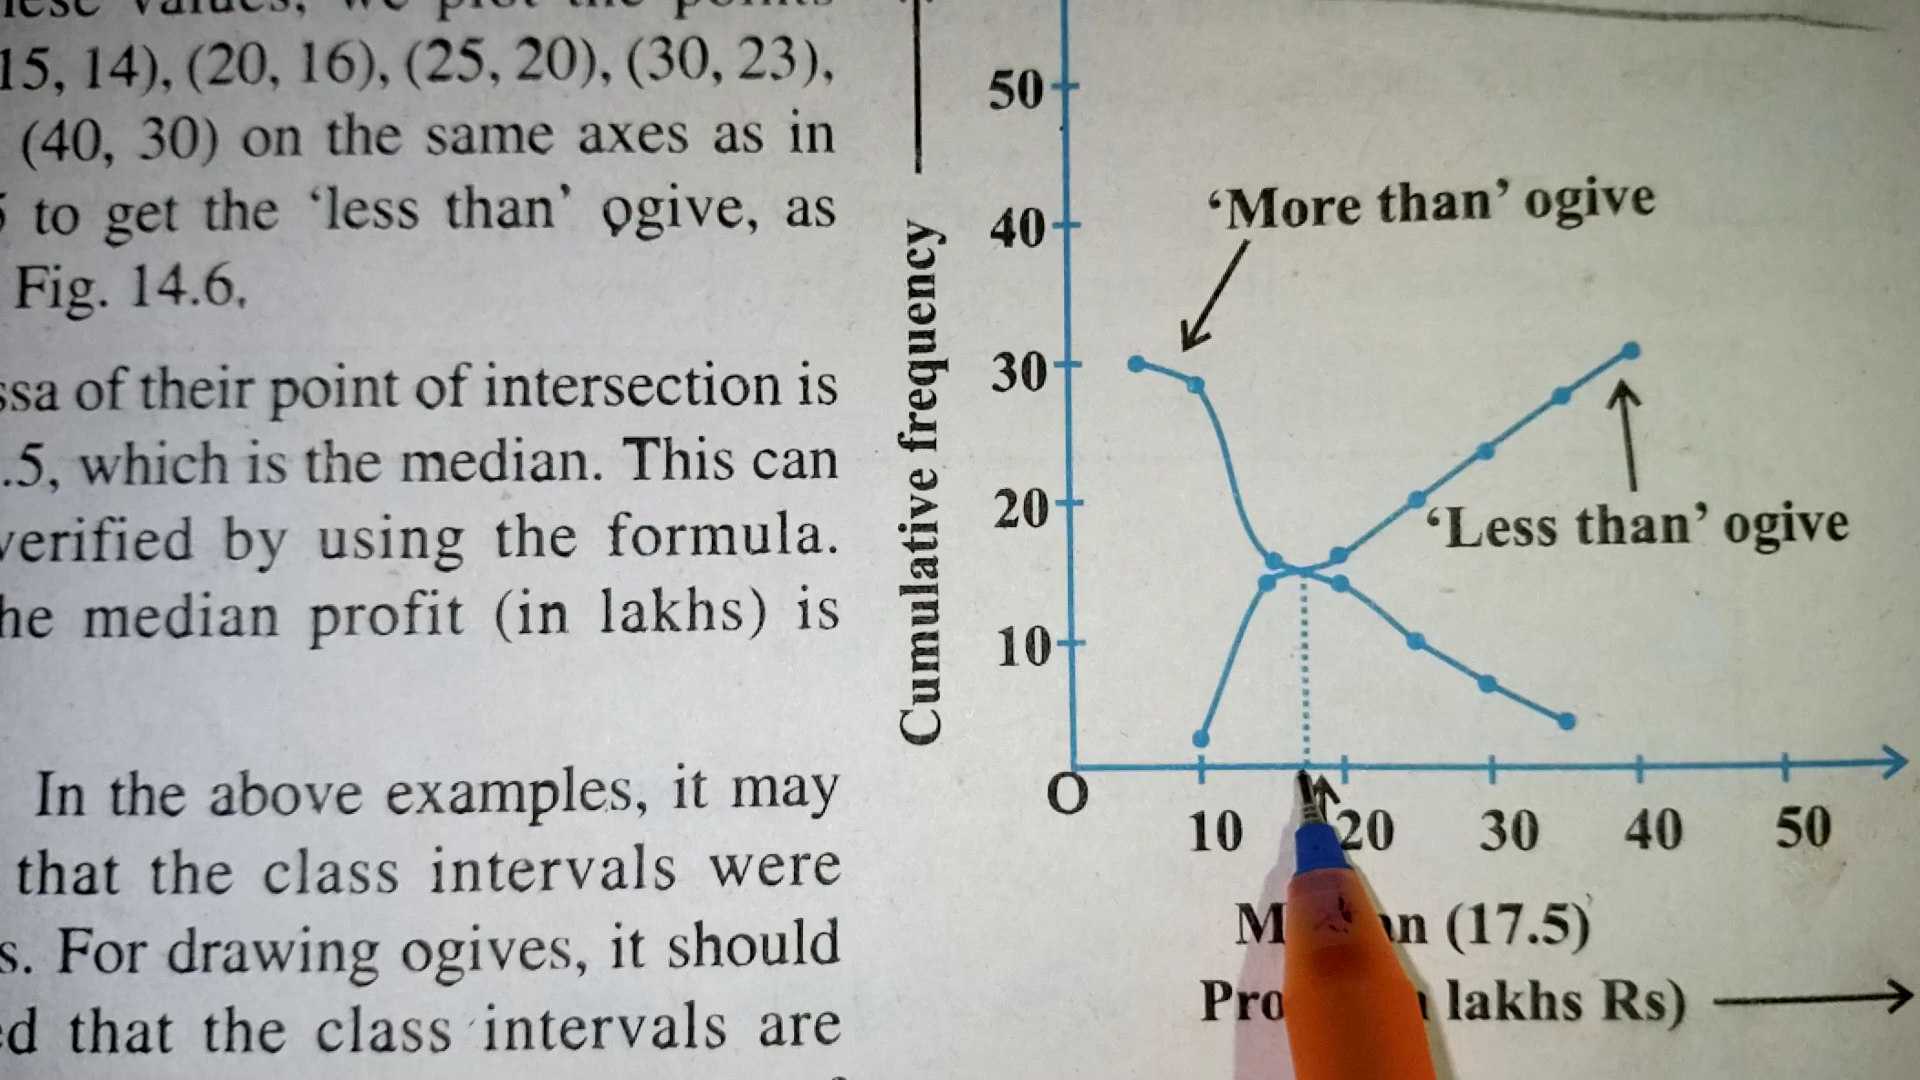 15, 14), (20, 16), (25, 20), (30, 23),
(40, 30) on the same axes as in
to get the ‘less than’ ogive, as
Fig. 14.6.
of their point of intersection is
.5, which is the median. This can
verified by using the formula.
median profit (in lakhs) is
In the above examples, it may
that the class intervals were
s. For drawing ogives, it should
that the class intervals are
Cumulative frequency
50
40
30
20
10
‘More than’ ogive
‘Less than’ ogive
O
10 20 30 40 50
(17.5)
lakhs Rs)